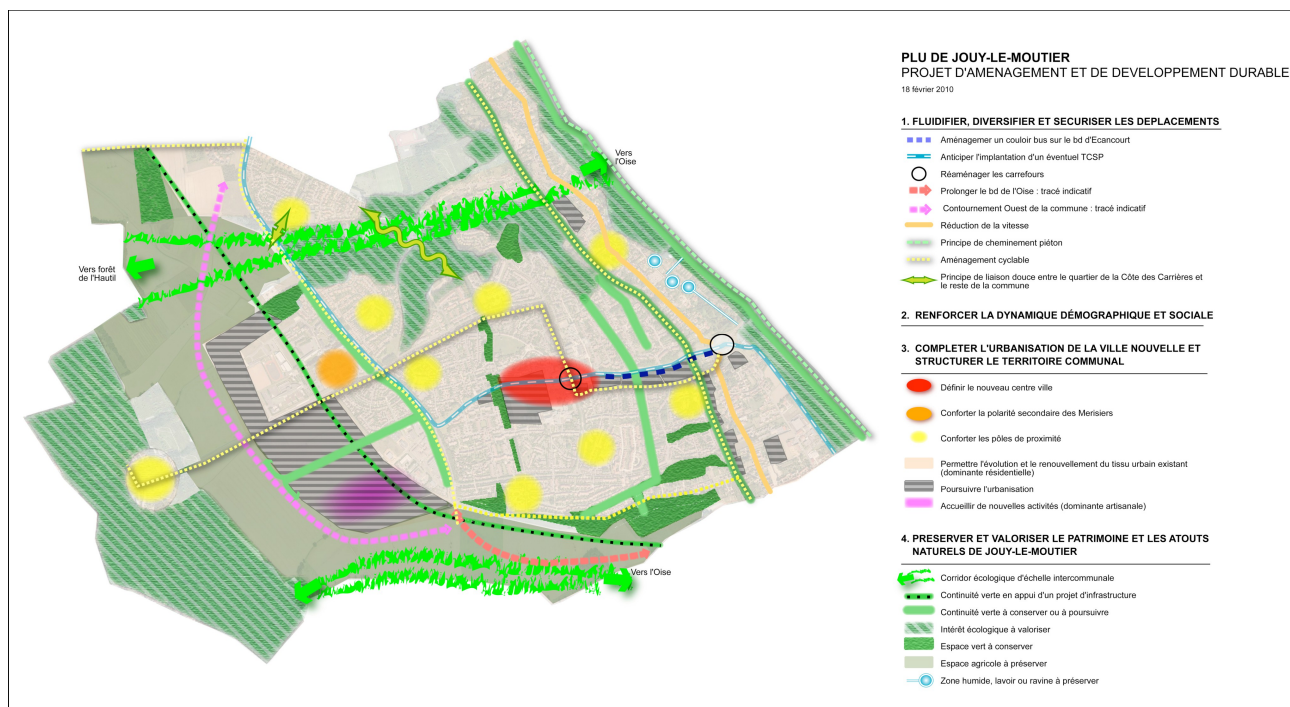 PLU DE JOUY-LE-MOUTIER
PROJET D'AMENAGEMENT ET DE DEVELOPPEMENT DURABLE
18 février 2010
1. FLUIDIFIER, DIVERSIFIER ET SECURISER LES DEPLACEMENTS
Aménagemer un couloir bus sur le bd d'Ecancourt
Anticiper l'implantation d'un éventuel TCSP
Réaménager les carrefours
Prolonger le bd de l'Oise : tracé indicatif
Contournement Ouest de la commune : tracé indicatif
Réduction de la vitesse
Principe de cheminement piéton
Aménagement cyclable
Principe de liaison douce entre le quartier de la Côte des Carrières et
le reste de la commune
2. RENFORCER LA DYNAMIQUE DÉMOGRAPHIQUE ET SOCIALE
3. COMPLETER L'URBANISATION DE LA VILLE NOUVELLE ET
STRUCTURER LE TERRITOIRE COMMUNAL
Définir le nouveau centre ville
Conforter la polarité secondaire des Merisiers
Conforter les pôles de proximité
Permettre l'évolution et le renouvellement du tissu urbain existant
(dominante résidentielle)
Poursuivre l'urbanisation
Accueillir de nouvelles activités (dominante artisanale)
4. PRESERVER ET VALORISER LE PATRIMOINE ET LES ATOUTS
NATURELS DE JOUY-LE-MOUTIER
Corridor écologique d'échelle intercommunale
Continuité verte en appui d'un projet d'infrastructure
Continuité verte à conserver ou à poursuivre
Intérêt écologique à valoriser
Espace vert à conserver
Espace agricole à préserver
Zone humide, lavoir ou ravine à préserver
Vers
l'Oise
Vers forêt
de l'Hautil
Vers l'Oise